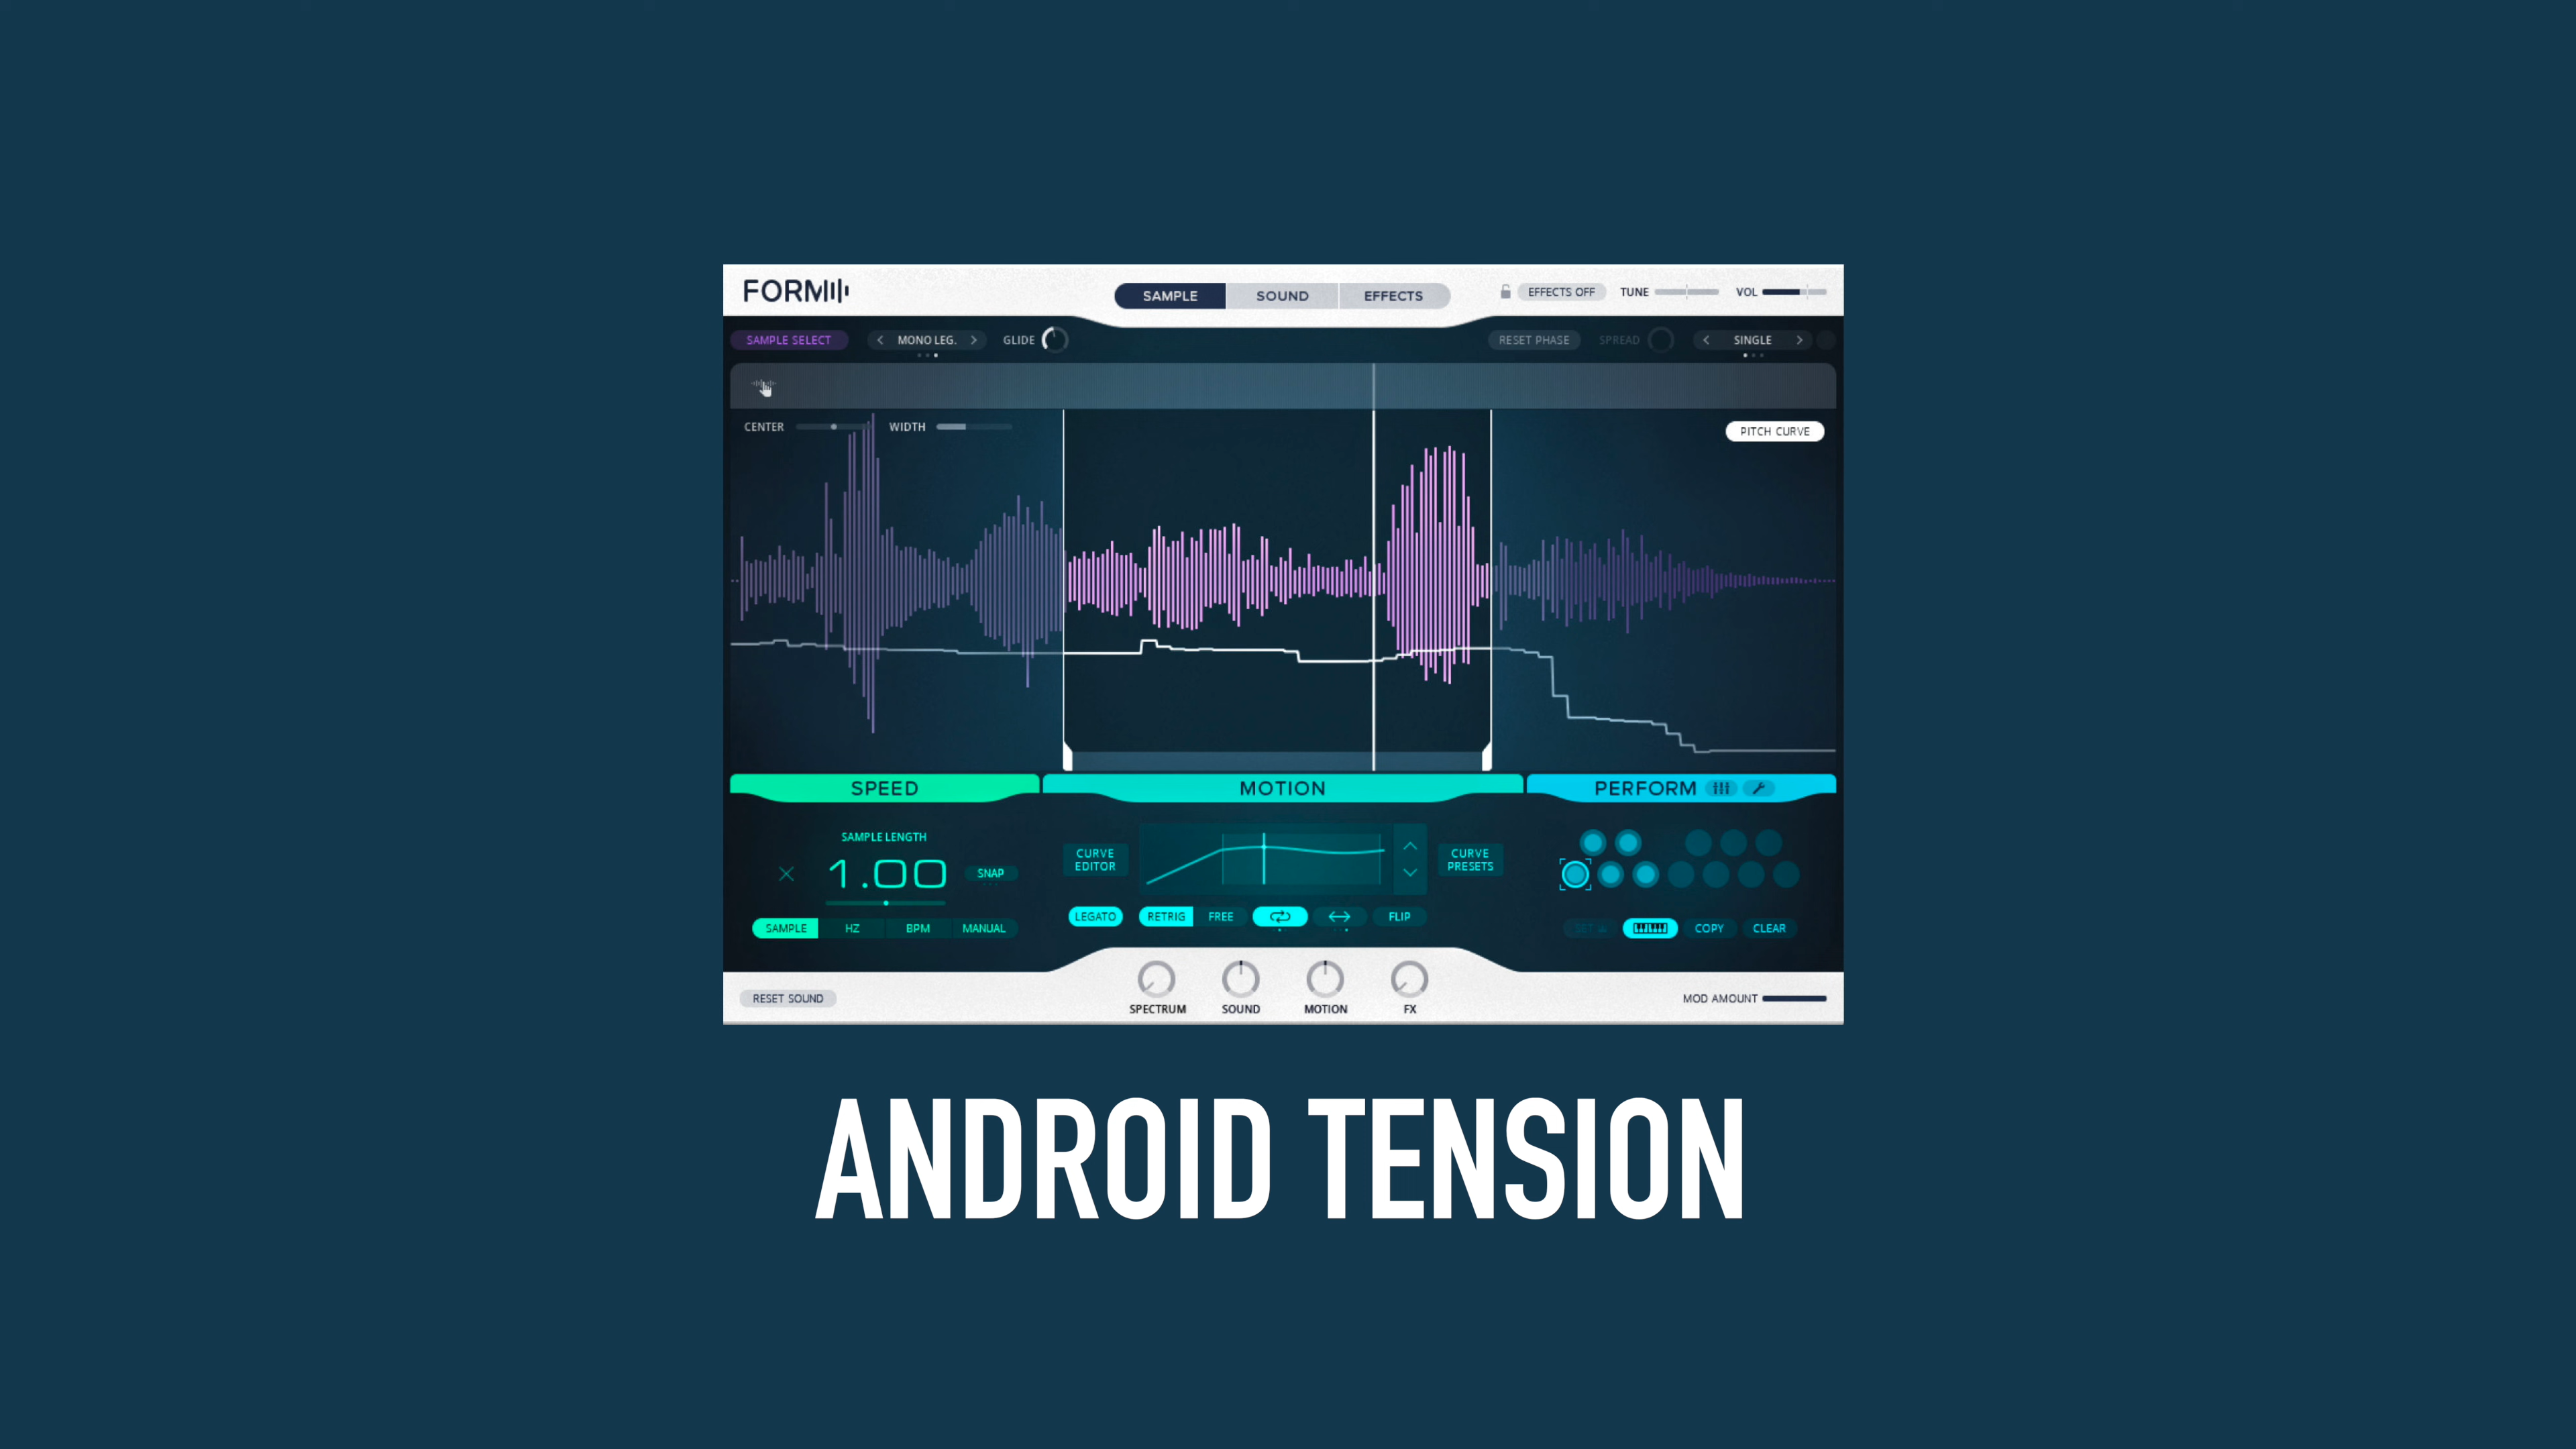 FORM
SAMPLE SOUND EFFECTS
EFFECTS OFF TUNE VOL
SAMPLE SELECT MONO LEG. GLIDE RESET PHASE SPREAD SINGLE
CENTER WIDTH PITCH CURVE
SPEED MOTION PERFORM
SAMPLE LENGTH
1.00 SNAP
CURVE EDITOR
CURVE PRESETS
LEGATO RETRIG FREE FLIP
SAMPLE HZ BPM MANUAL
SET COPY CLEAR
RESET SOUND SPECTRUM SOUND MOTION FX MOD AMOUNT
ANDROID TENSION